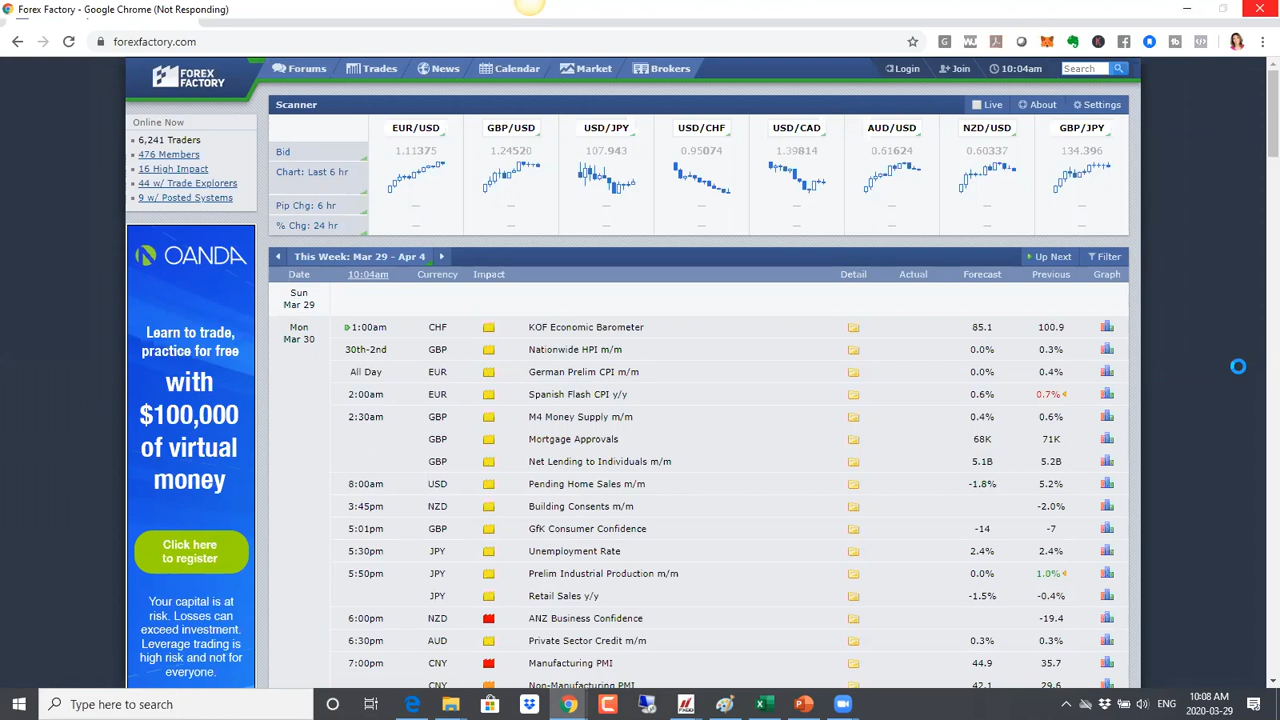 Forex Factory - Google Chrome (Not Responding)
forexfactory.com
FOREX
FACTORY
Forums Trades News Calendar Market Brokers Login Join 10:04am Search
Online Now
6,241 Traders
476 Members
16 High Impact
44 w/ Trade Explorers
9 w/ Posted Systems
OANDA
Learn to trade,
practice for free
with
$100,000
of virtual
money
Click here
to register
Your capital is at
risk. Losses can
exceed investment.
Leverage trading is
high risk and not for
everyone.
Scanner Live About Settings
EUR/USD GBP/USD USD/JPY USD/CHF USD/CAD AUD/USD NZD/USD GBP/JPY
Bid 1.11375 1.24520 107.943 0.95074 1.39814 0.61624 0.60337 134.396
Chart: Last 6 hr
Pip Chg: 6 hr — — — — — — — —
% Chg: 24 hr — — — — — — — —
This Week: Mar 29 - Apr 4 Up Next Filter
Date 10:04am Currency Impact Detail Actual Forecast Previous Graph
Sun
Mar 29
Mon
Mar 30
1:00am CHF KOF Economic Barometer 85.1 100.9
30th-2nd GBP Nationwide HPI m/m 0.0% 0.3%
All Day EUR German Prelim CPI m/m 0.0% 0.4%
2:00am EUR Spanish Flash CPI y/y 0.6% 0.7%
2:30am GBP M4 Money Supply m/m 0.4% 0.6%
GBP Mortgage Approvals 68K 71K
GBP Net Lending to Individuals m/m 5.1B 5.2B
8:00am USD Pending Home Sales m/m -1.8% 5.2%
3:45pm NZD Building Consents m/m -2.0%
5:01pm GBP GfK Consumer Confidence -14 -7
5:30pm JPY Unemployment Rate 2.4% 2.4%
5:50pm JPY Prelim Industrial Production m/m 0.0% 1.0%
JPY Retail Sales y/y -1.5% -0.4%
6:00pm NZD ANZ Business Confidence -19.4
6:30pm AUD Private Sector Credit m/m 0.3% 0.3%
7:00pm CNY Manufacturing PMI 44.9 35.7
CNY Non-Manufacturing PMI 42.1 29.6
Type here to search
ENG
10:08 AM
2020-03-29